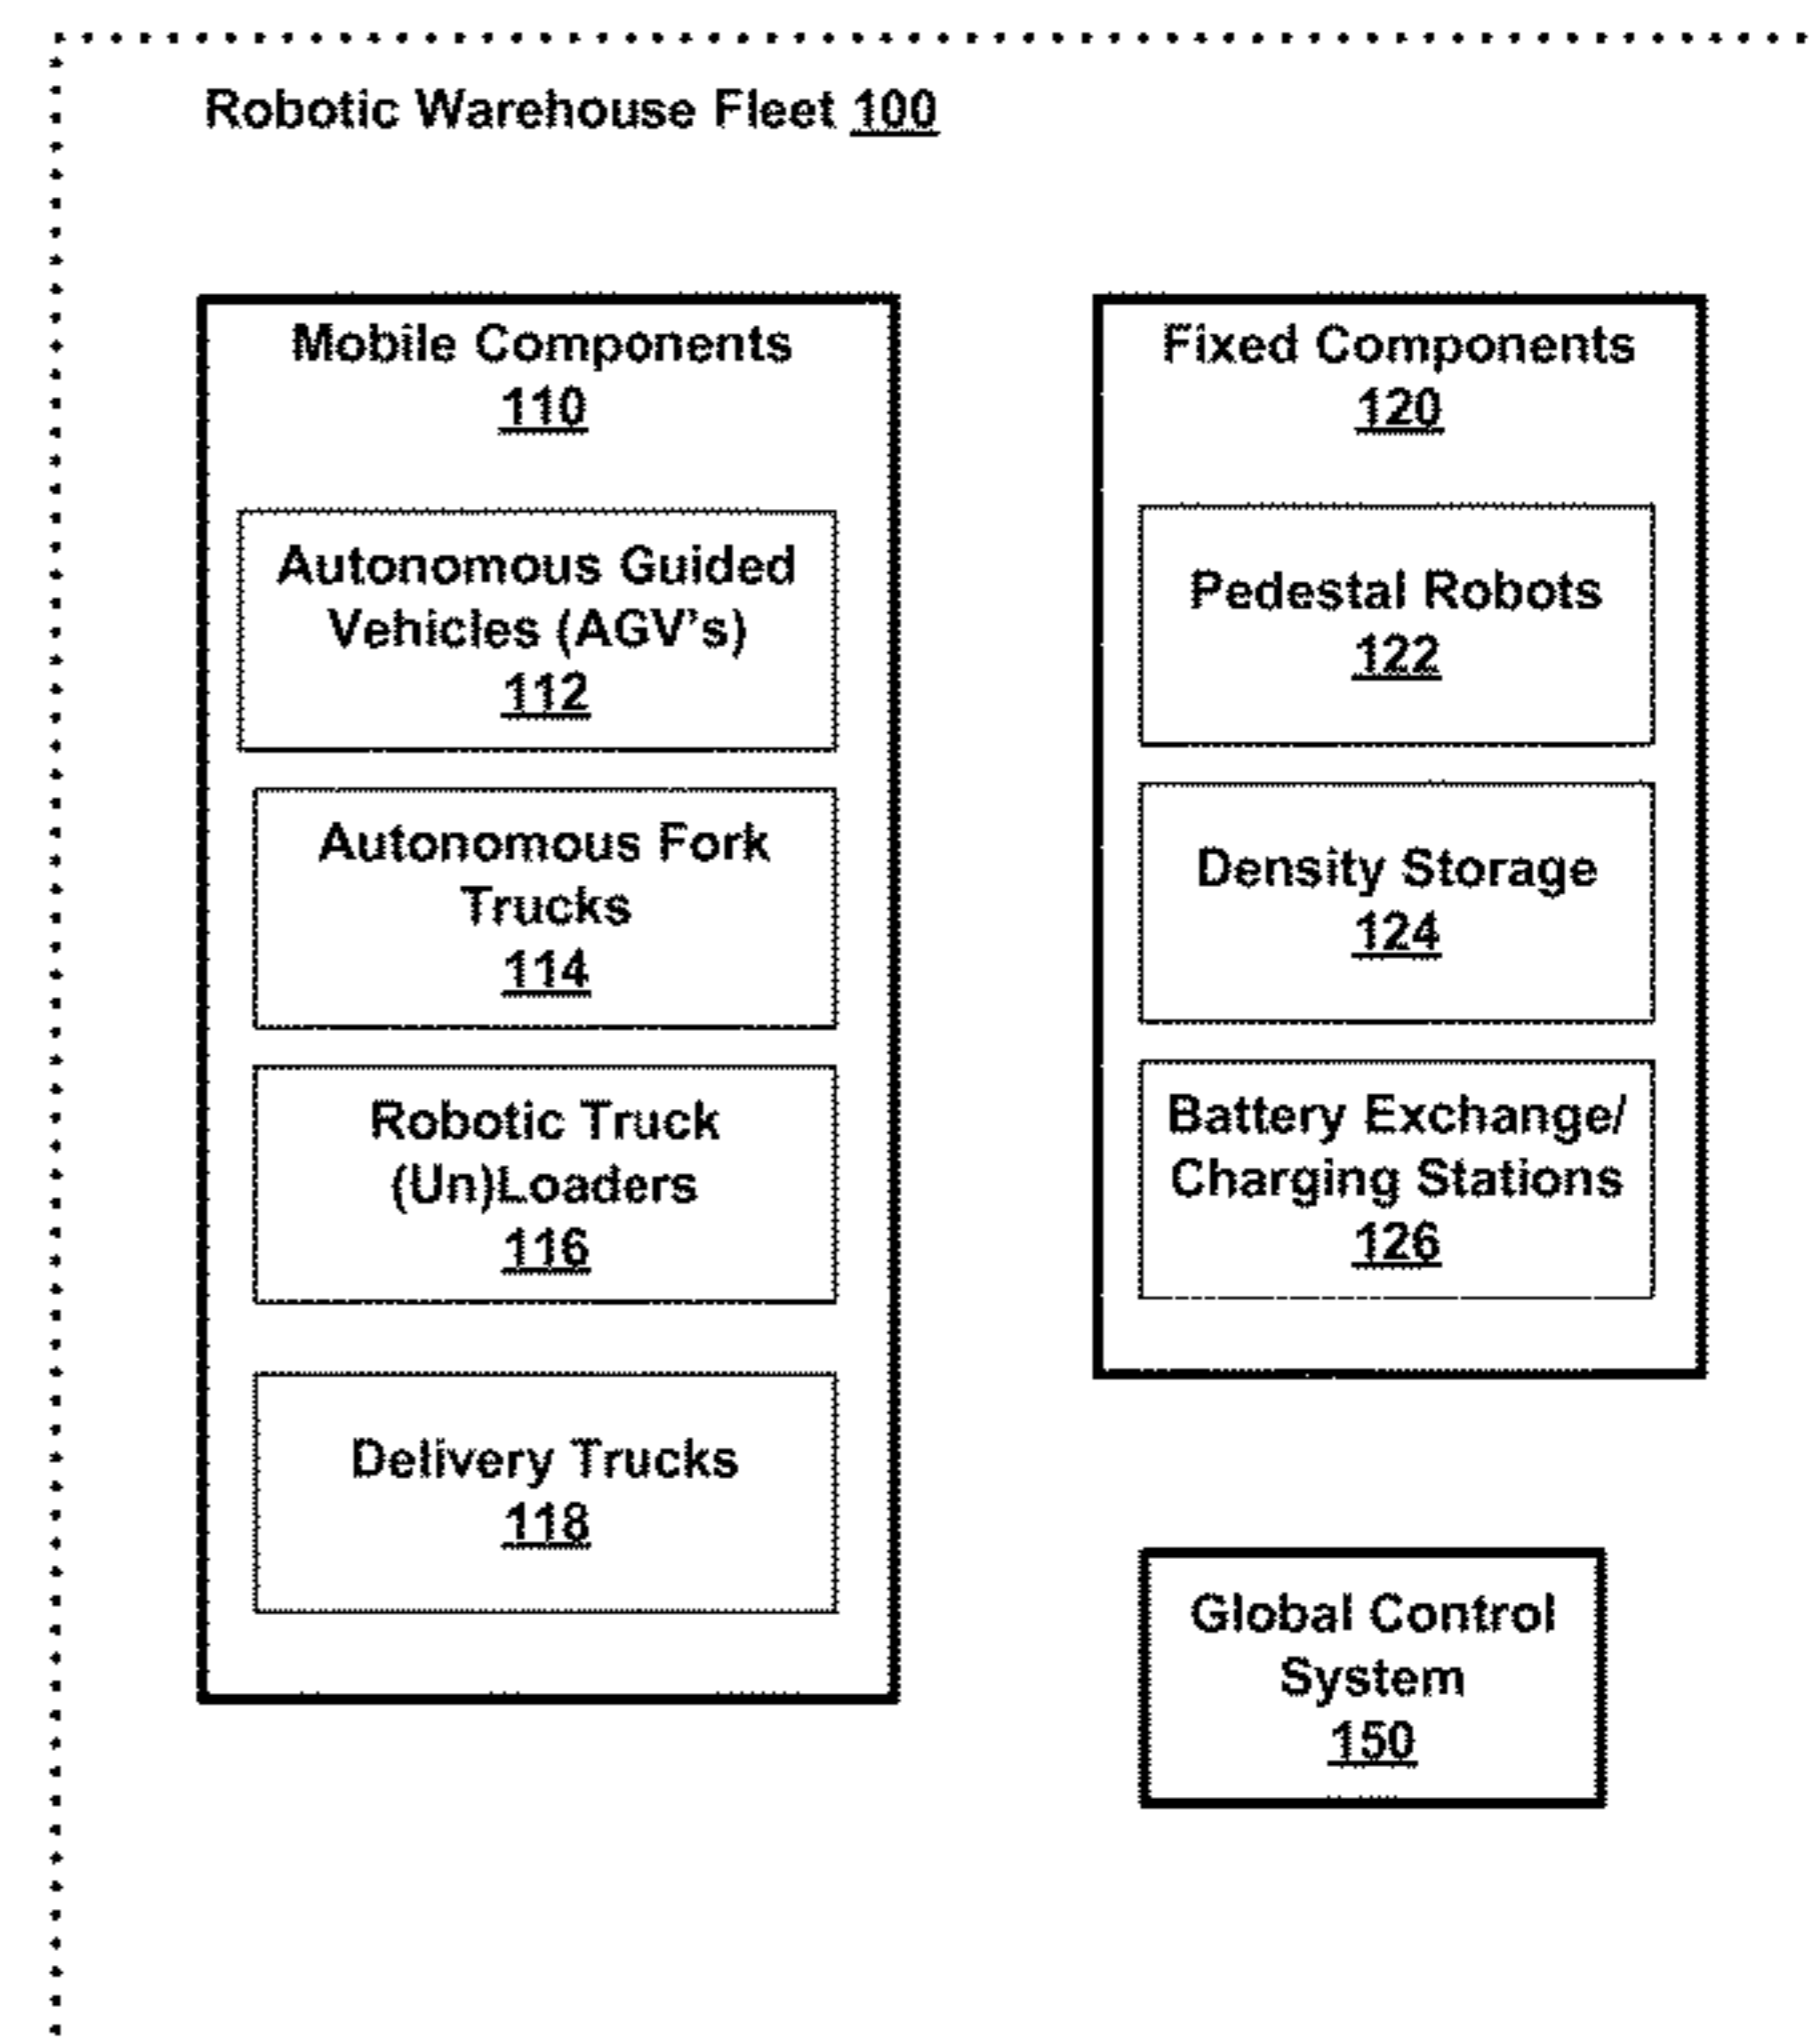 Robotic Warehouse Fleet 100
Mobile Components
110
Autonomous Guided
Vehicles (AGV's)
112
Autonomous Fork
Trucks
114
Robotic Truck
(Un)Loaders
116
Delivery Trucks
118
Fixed Components
120
Pedestal Robots
122
Density Storage
124
Battery Exchange/
Charging Stations
126
Global Control
System
150